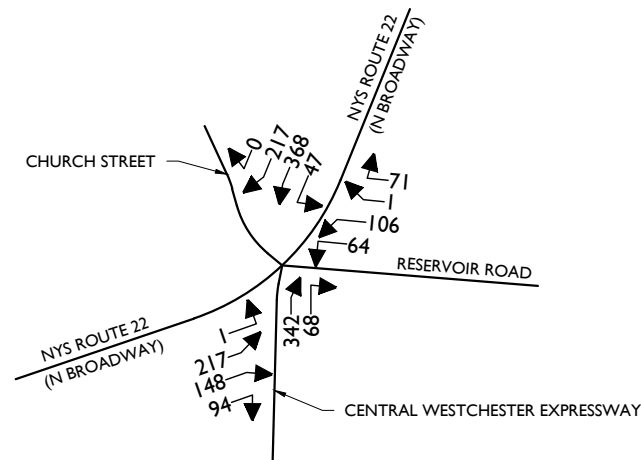 NYS ROUTE 22
(N BROADWAY)
CHURCH STREET
0
217
368
47
71
1
106
64
RESERVOIR ROAD
342
68
NYS ROUTE 22
(N BROADWAY)
1
217
148
94
CENTRAL WESTCHESTER EXPRESSWAY